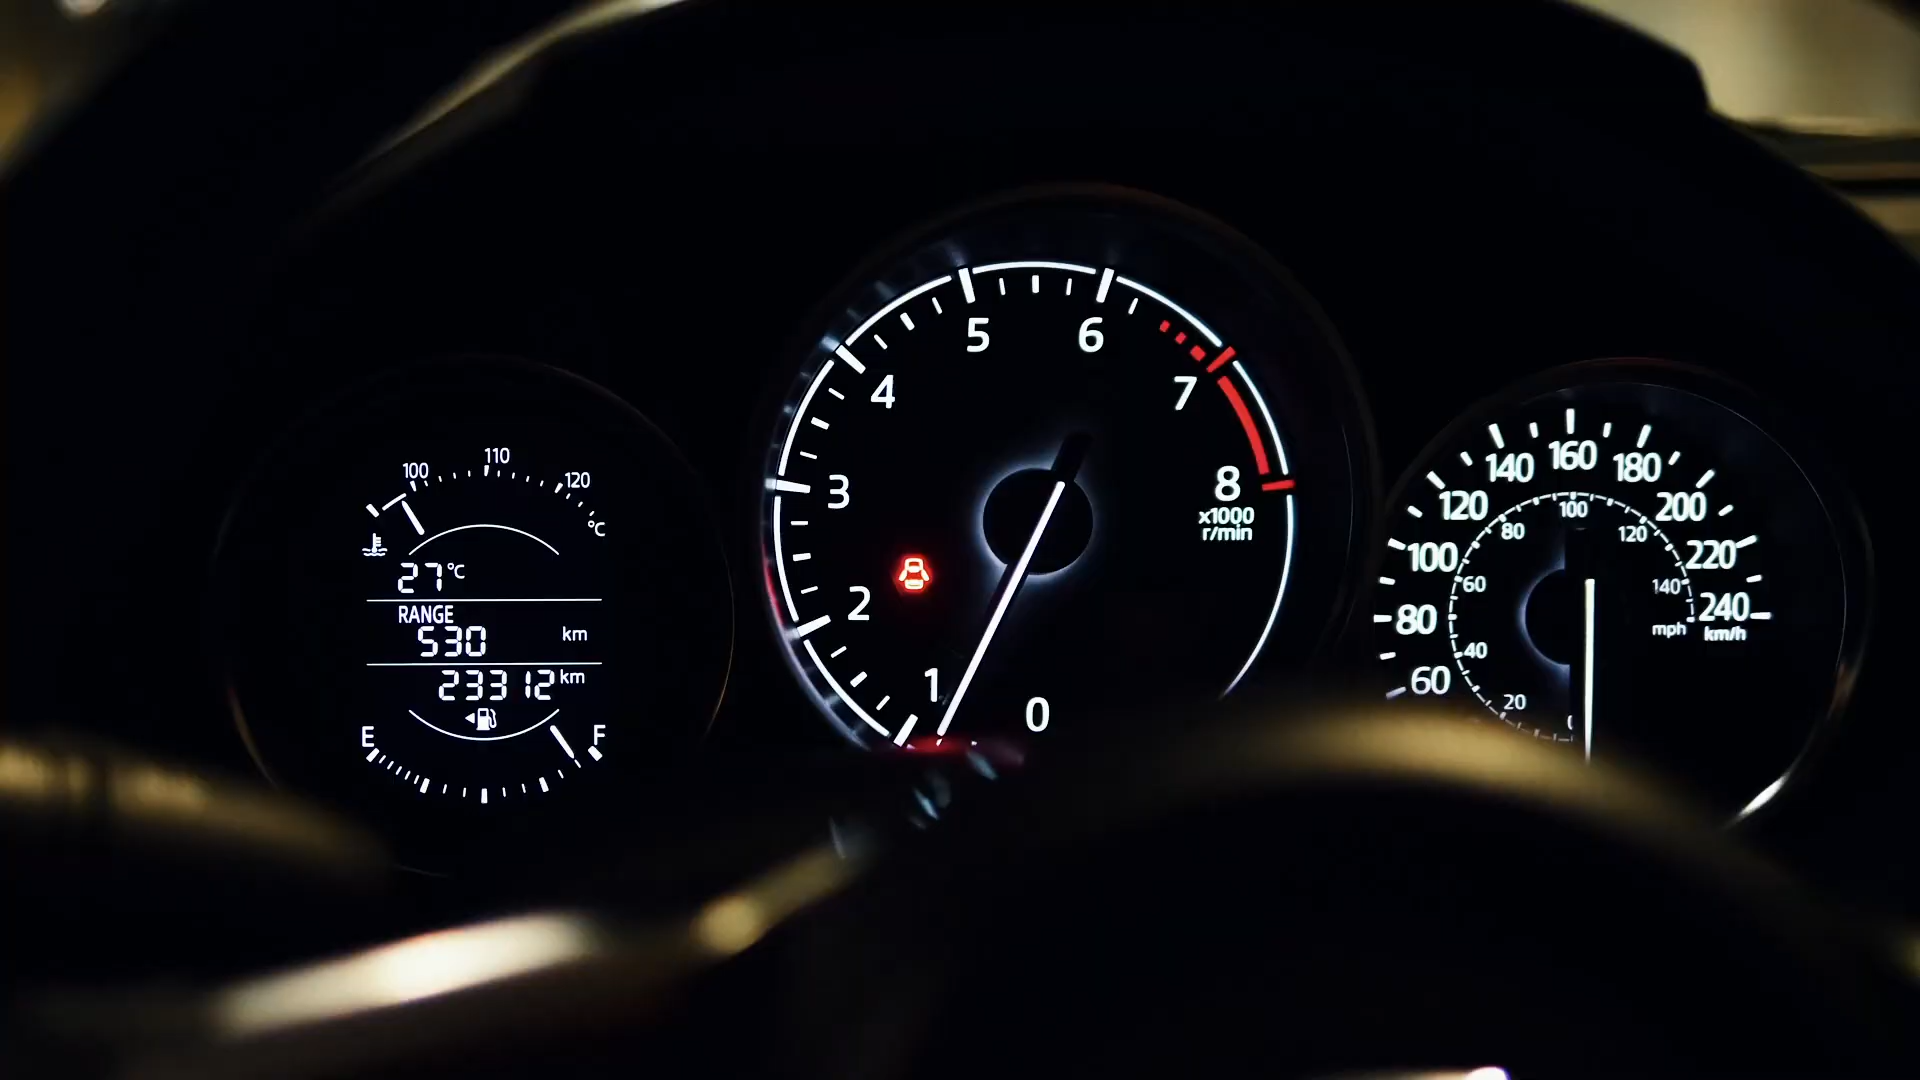 100 110 120
°C
27 °C
RANGE
530 km
23312 km
E F
0 1 2 3 4 5 6 7 8
x1000
r/min
60 80 100 120 140 160 180 200 220 240
km/h
20 40 60 80 100 120 140
mph